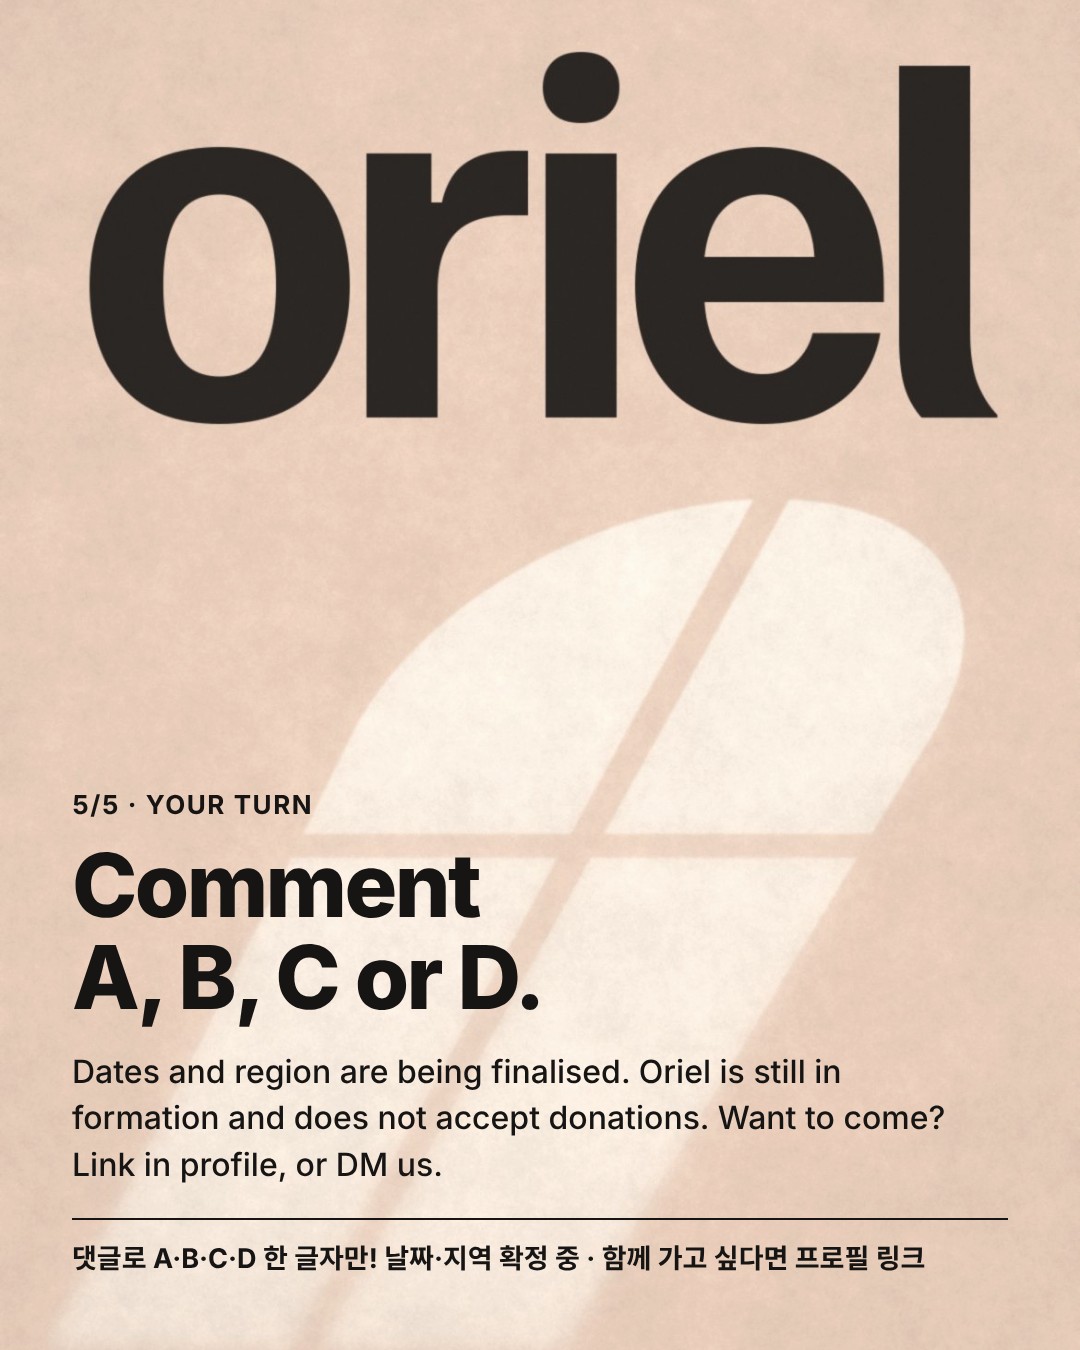 oriel
5/5 · YOUR TURN
Comment
A, B, C or D.
Dates and region are being finalised. Oriel is still in
formation and does not accept donations. Want to come?
Link in profile, or DM us.
댓글로 A·B·C·D 한 글자만! 날짜·지역 확정 중 · 함께 가고 싶다면 프로필 링크